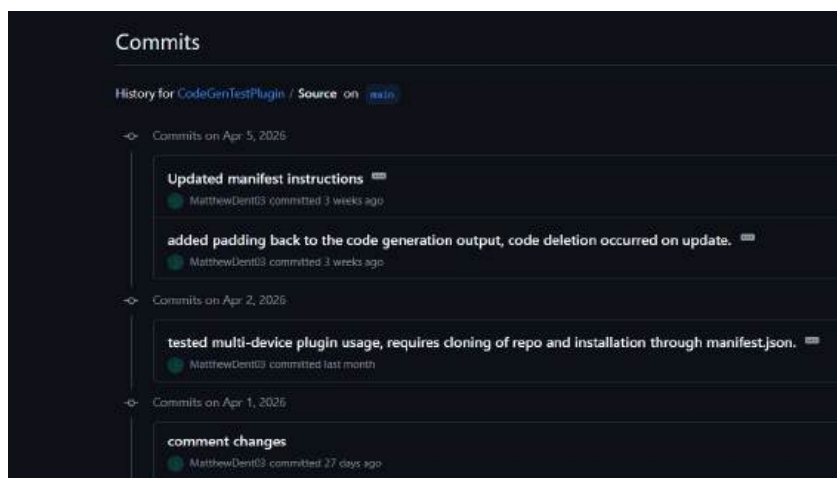 Commits
History for CodeGenTestPlugin / Source on main
Commits on Apr 5, 2026
Updated manifest instructions
MatthewDent03 committed 3 weeks ago
added padding back to the code generation output, code deletion occurred on update.
MatthewDent03 committed 3 weeks ago
Commits on Apr 2, 2026
tested multi-device plugin usage, requires cloning of repo and installation through manifest.json.
MatthewDent03 committed last month
Commits on Apr 1, 2026
comment changes
MatthewDent03 committed 27 days ago